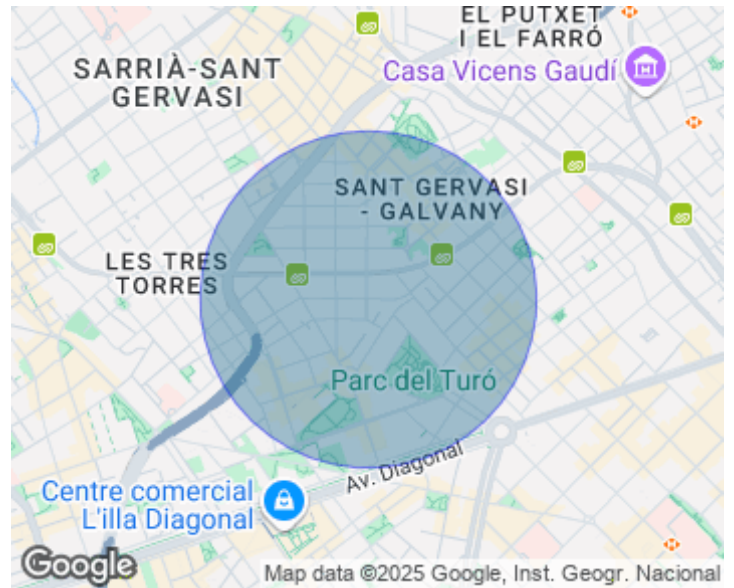 EL PUTXET
I EL FARRÓ
SARRIÀ-SANT
GERVASI
Casa Vicens Gaudí
SANT GERVASI
- GALVANY
LES TRES
TORRES
Parc del Turó
Av. Diagonal
Centre comercial
L'illa Diagonal
Google
Map data ©2025 Google, Inst. Geogr. Nacional